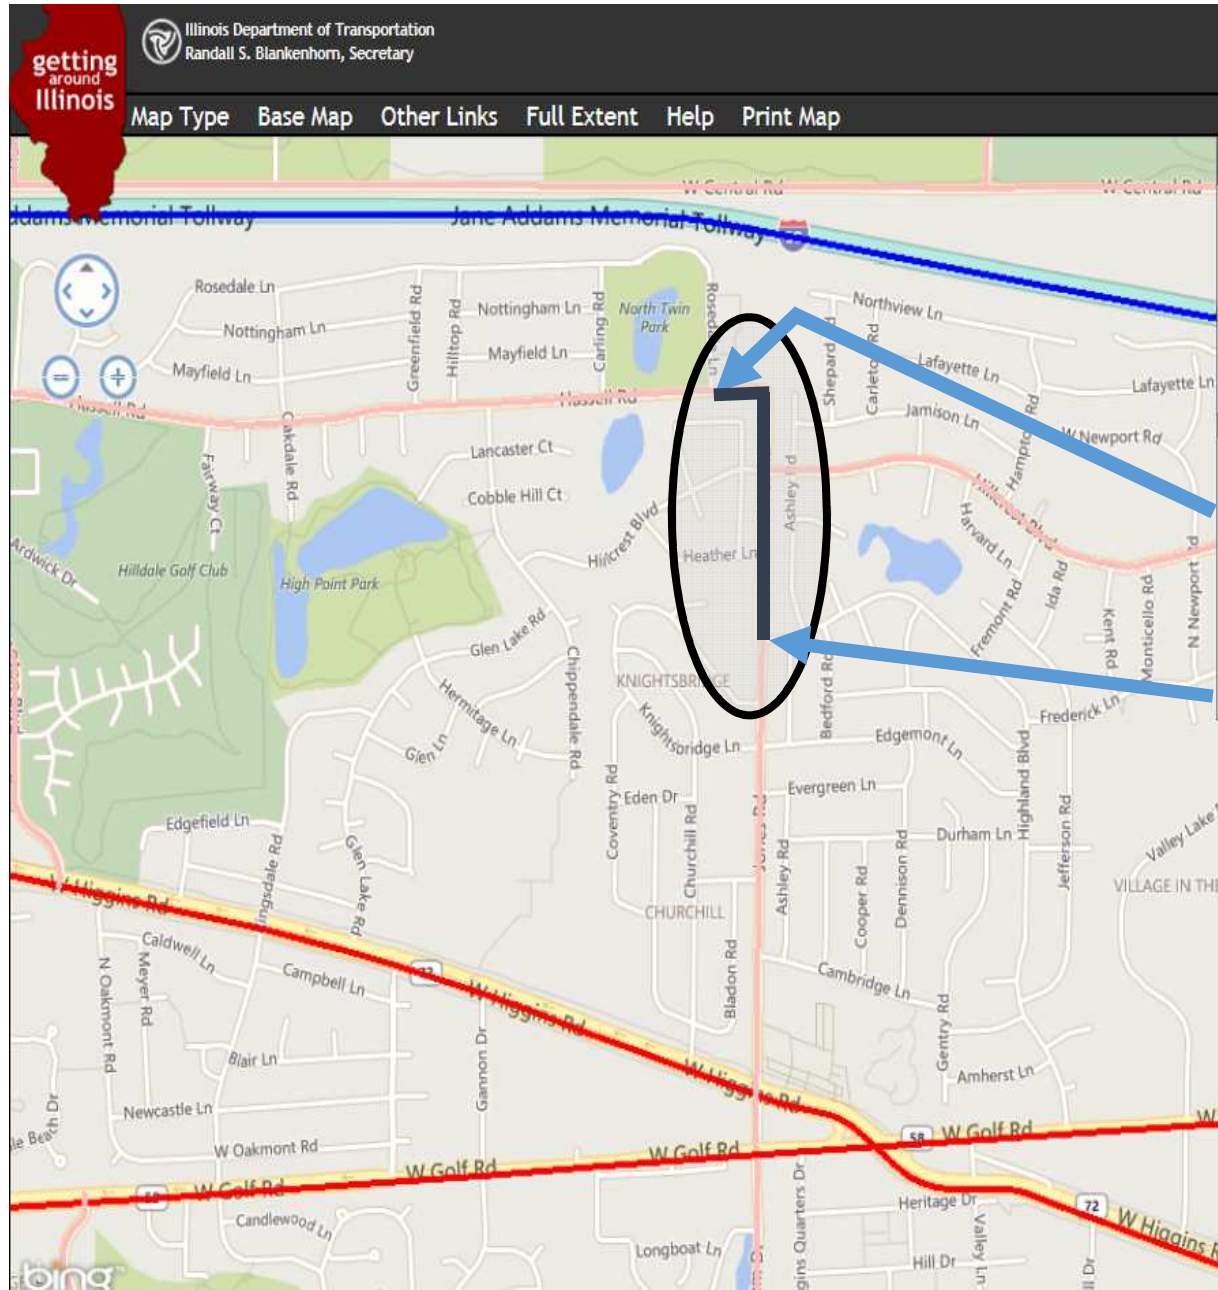 getting
around
Illinois
Illinois Department of Transportation
Randall S. Blankenhorn, Secretary
Map Type Base Map Other Links Full Extent Help Print Map
W Central Rd
W Central Rd
Addams Memorial Tollway
Jane Addams Memorial Tollway
Rosedale Ln
Nottingham Ln
Mayfield Ln
Greenfield Rd
Hilltop Rd
Nottingham Ln
Mayfield Ln
Carling Rd
North Twin
Park
Northview Ln
Shepard Rd
Carleton Rd
Lafayette Ln
Lafayette Ln
Hassell Rd
Hassell Rd
Oakdale Rd
Fairway Ct
Lancaster Ct
Cobble Hill Ct
Jamison Ln
W Newport Rd
Ashley Rd
Hillcrest Blvd
Hillcrest Blvd
Harvard Ln
Ardwick Dr
Hilldale Golf Club
High Point Park
Heather Ln
Fremont Rd
Ida Rd
Kent Rd
Monticello Rd
Glen Lake Rd
Chippendale Rd
KNIGHTSBRIDGE
Bedford Rd
Frederick Ln
Hermitage Ln
Glen Ln
Knightsbridge Ln
Edgemont Ln
Highland Blvd
Coventry Rd
Eden Dr
Evergreen Ln
Churchill Rd
Jones Rd
Edgefield Ln
Glen Lake Rd
Ashley Rd
Cooper Rd
Dennison Rd
Durham Ln
Jefferson Rd
Valley Lake
VILLAGE IN THE
W Higgins Rd
CHURCHILL
Bladon Rd
Caldwell Ln
Campbell Ln
72
W Higgins Rd
Cambridge Ln
N Oakmont Rd
Meyer Rd
Blair Ln
Gannon Dr
W Higgins Rd
Gentry Rd
Amherst Ln
Newcastle Ln
W Oakmont Rd
W Golf Rd
W Golf Rd
58
W Golf Rd
W
W Golf Rd
Candlewood Ln
Heritage Dr
Valley Ln
72
W Higgins R
Longboat Ln
Hill Dr
bing